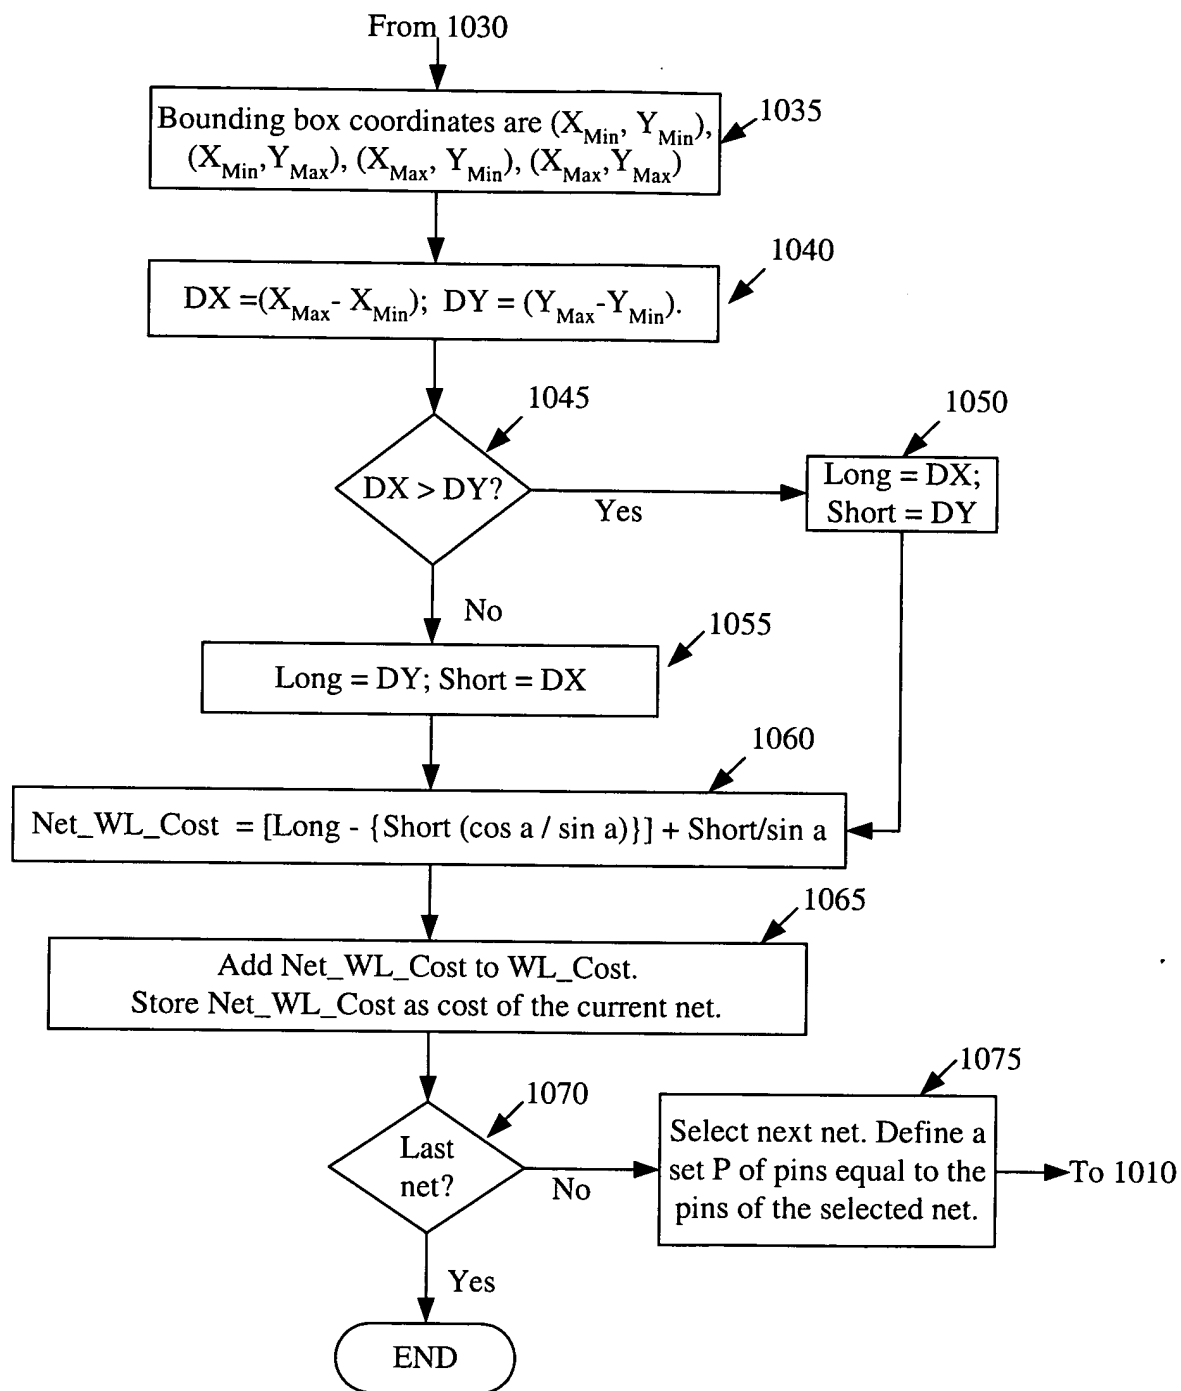 From 1030
Bounding box coordinates are (X_Min, Y_Min),
(X_Min,Y_Max), (X_Max, Y_Min), (X_Max,Y_Max)
1035
1040
DX =(X_Max- X_Min); DY = (Y_Max-Y_Min).
1045
DX > DY?
Yes
1050
Long = DX;
Short = DY
No
1055
Long = DY; Short = DX
1060
Net_WL_Cost = [Long - {Short (cos a / sin a)}] + Short/sin a
1065
Add Net_WL_Cost to WL_Cost.
Store Net_WL_Cost as cost of the current net.
1070
Last
net?
No
1075
Select next net. Define a
set P of pins equal to the
pins of the selected net.
To 1010
Yes
END